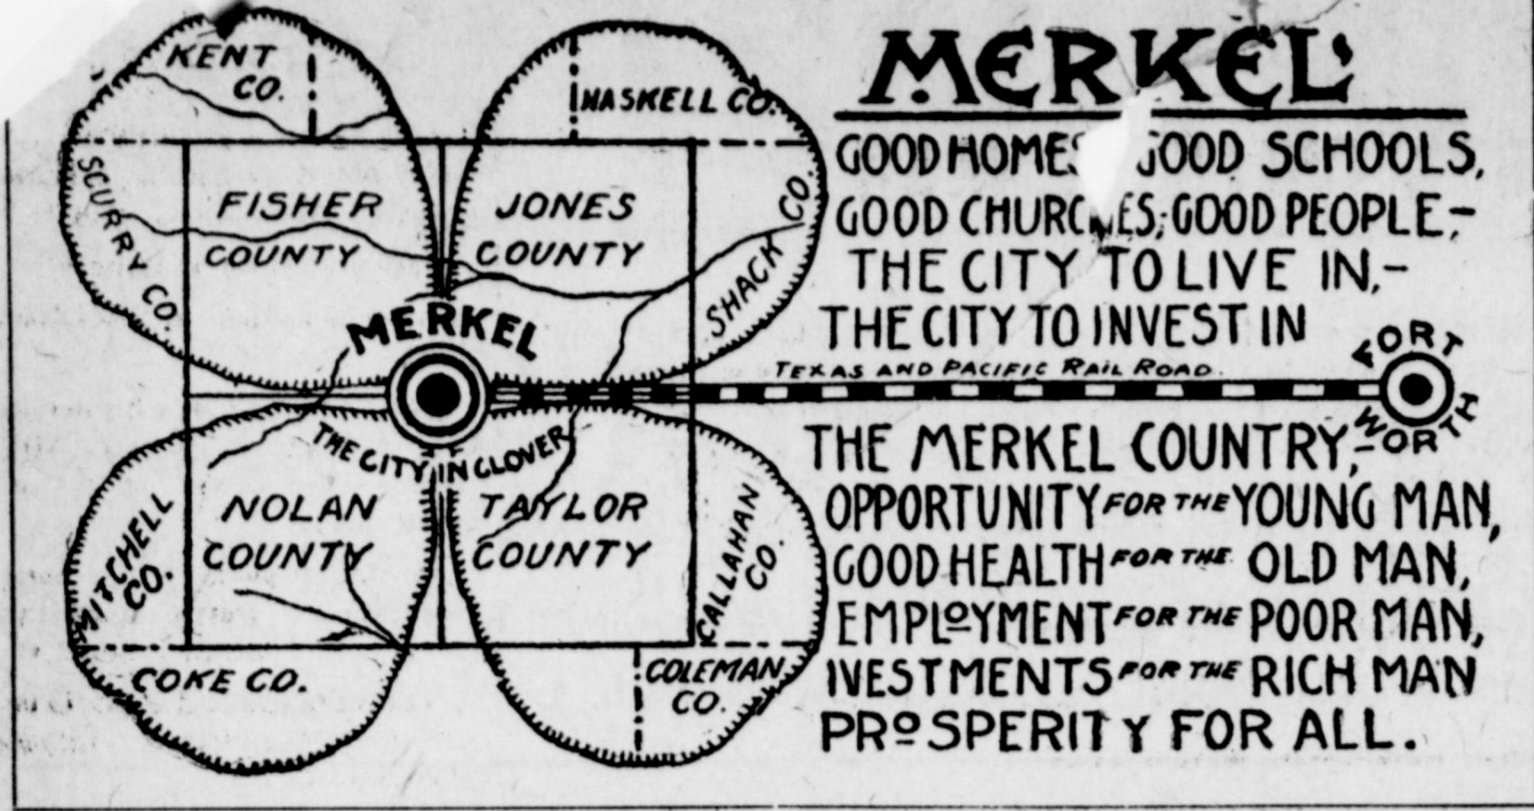 KENT
CO.
HASKELL CO.
SCURRY CO.
FISHER
COUNTY
JONES
COUNTY
SHACK CO.
MERKEL
THE CITY IN CLOVER
MITCHELL
CO.
NOLAN
COUNTY
TAYLOR
COUNTY
CALLAHAN
CO.
COKE CO.
COLEMAN
CO.
MERKEL
GOOD HOMES GOOD SCHOOLS,
GOOD CHURCHES, GOOD PEOPLE,-
THE CITY TO LIVE IN,-
THE CITY TO INVEST IN
TEXAS AND PACIFIC RAIL ROAD.
FORT
WORTH
THE MERKEL COUNTRY,-
OPPORTUNITY FOR THE YOUNG MAN,
GOOD HEALTH FOR THE OLD MAN,
EMPLOYMENT FOR THE POOR MAN,
IVESTMENTS FOR THE RICH MAN
PROSPERITY FOR ALL.